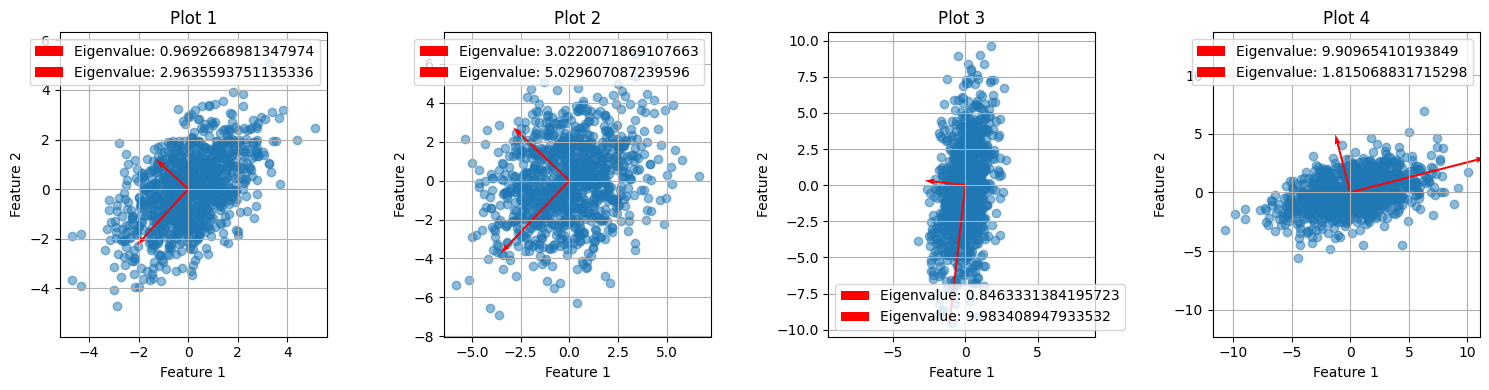 Plot 1
Eigenvalue: 0.9692668981347974
Eigenvalue: 2.9635593751135336
6
4
2
0
−2
−4
−4
−2
0
2
4
Feature 1
Feature 2
Plot 2
Eigenvalue: 3.0220071869107663
Eigenvalue: 5.029607087239596
6
4
2
0
−2
−4
−6
−8
−5.0
−2.5
0.0
2.5
5.0
Feature 1
Feature 2
Plot 3
10.0
7.5
5.0
2.5
0.0
−2.5
−5.0
−7.5
−10.0
Eigenvalue: 0.8463331384195723
Eigenvalue: 9.983408947933532
−5
0
5
Feature 1
Feature 2
Plot 4
Eigenvalue: 9.90965410193849
Eigenvalue: 1.815068831715298
10
5
0
−5
−10
−10
−5
0
5
10
Feature 1
Feature 2